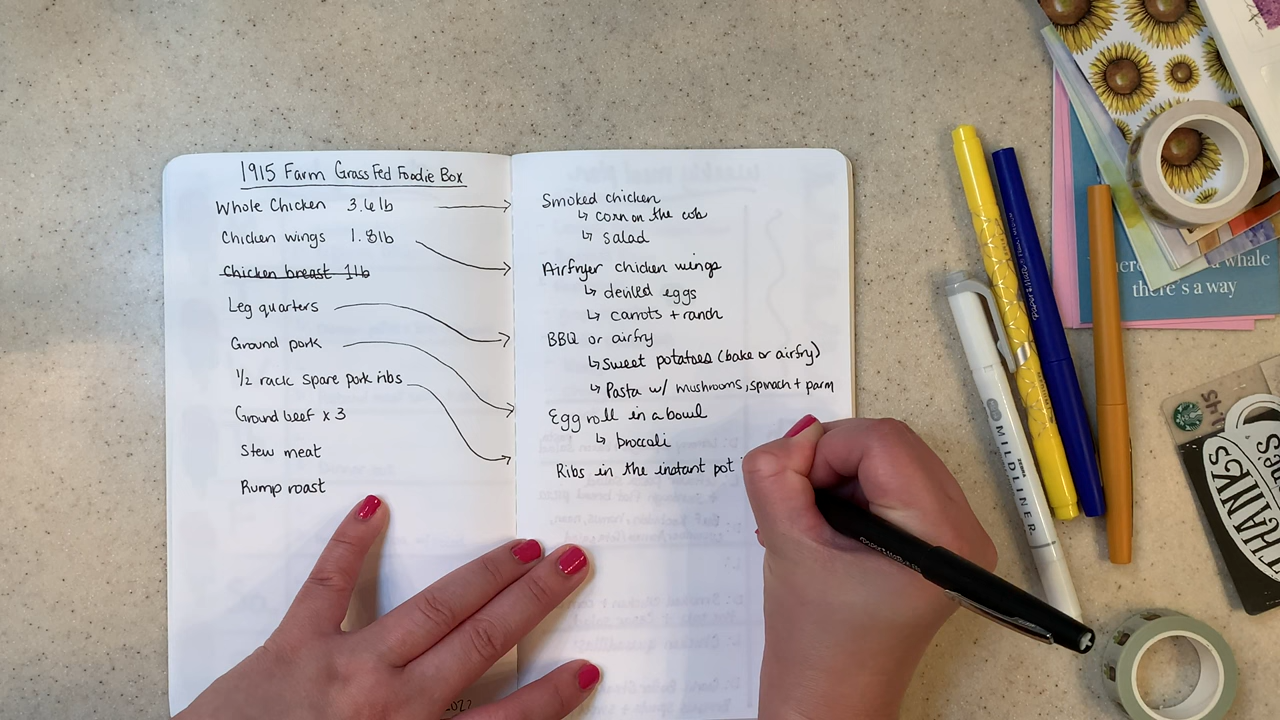 1915 Farm Grass Fed Foodie Box
Whole Chicken 3.6lb
Chicken wings 1.8lb
Chicken breast 1lb
Leg quarters
Ground pork
1/2 rack spare pork ribs
Ground beef x 3
Stew meat
Rump roast
Smoked chicken
↳ corn on the cob
↳ salad
Airfryer chicken wings
↳ deviled eggs
↳ carrots + ranch
BBQ or airfry
↳ sweet potatoes (bake or airfry)
↳ Pasta w/ mushrooms, spinach + parm
Egg roll in a bowl
↳ broccoli
Ribs in the instant pot
MILDLINER
a whale
there's a way
THANKS